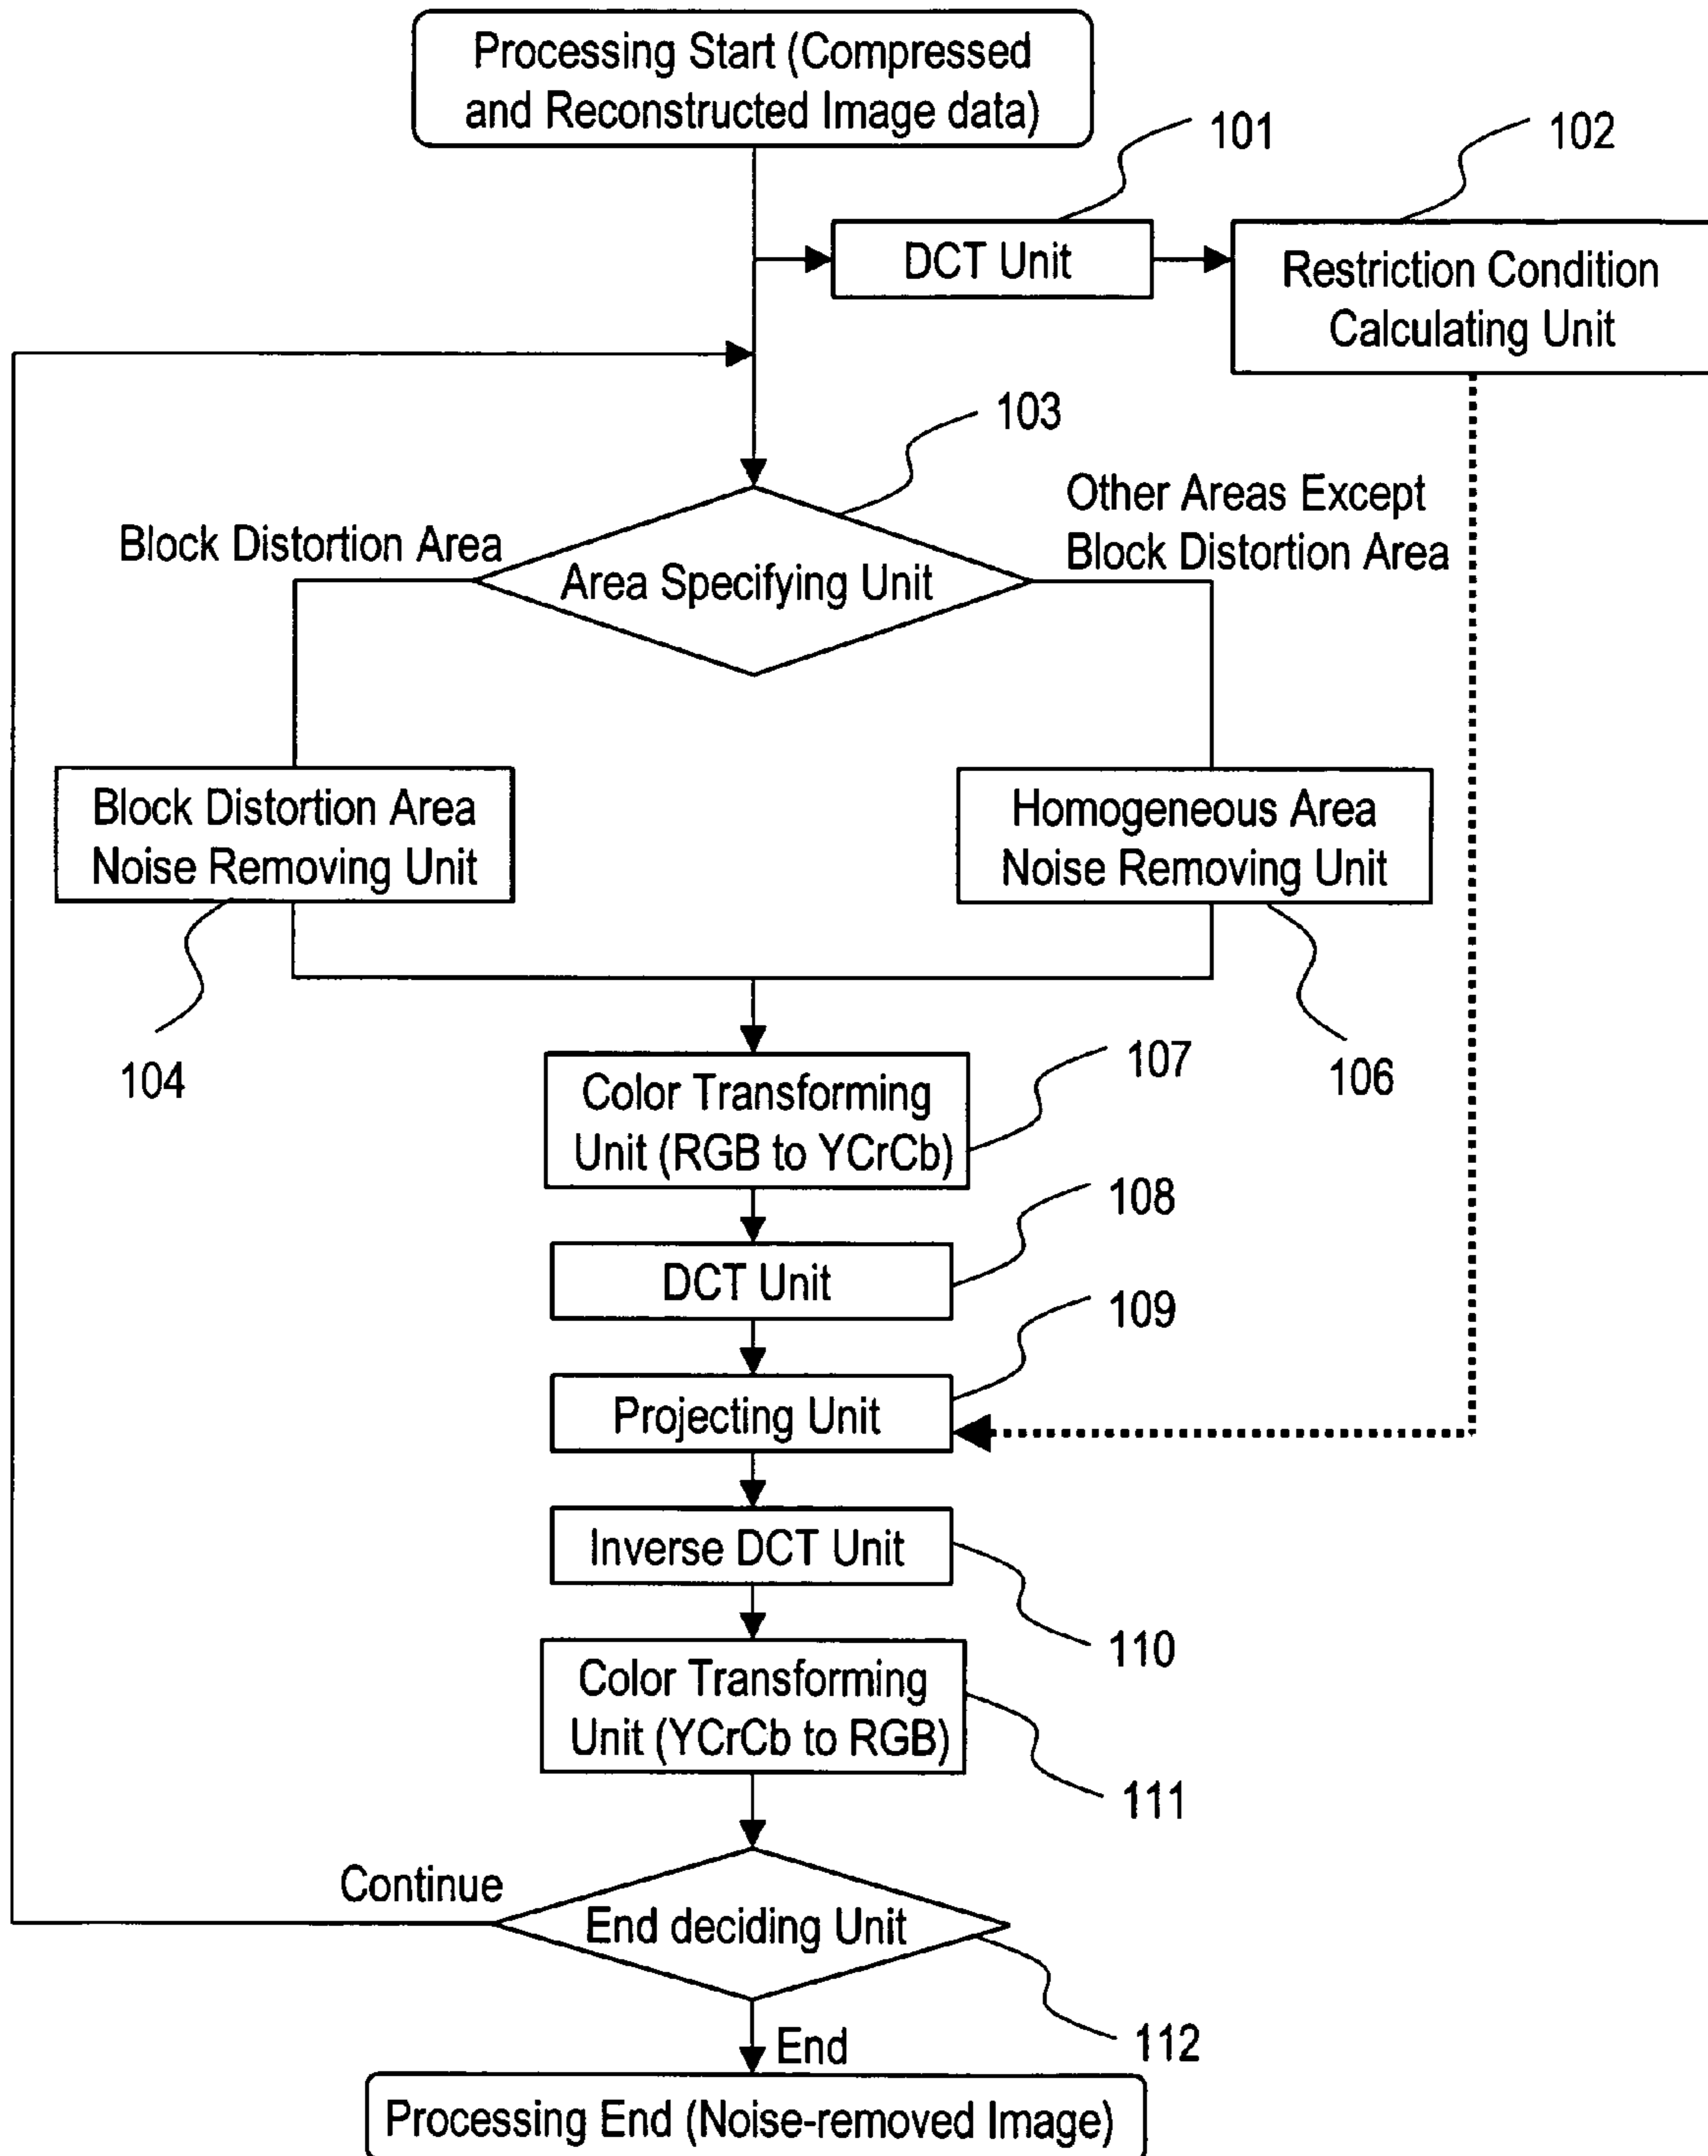 Processing Start (Compressed
and Reconstructed Image data)
101
102
DCT Unit
Restriction Condition
Calculating Unit
103
Block Distortion Area
Other Areas Except
Block Distortion Area
Area Specifying Unit
Block Distortion Area
Noise Removing Unit
Homogeneous Area
Noise Removing Unit
104
106
107
Color Transforming
Unit (RGB to YCrCb)
108
DCT Unit
109
Projecting Unit
Inverse DCT Unit
110
Color Transforming
Unit (YCrCb to RGB)
111
Continue
End deciding Unit
112
End
Processing End (Noise-removed Image)